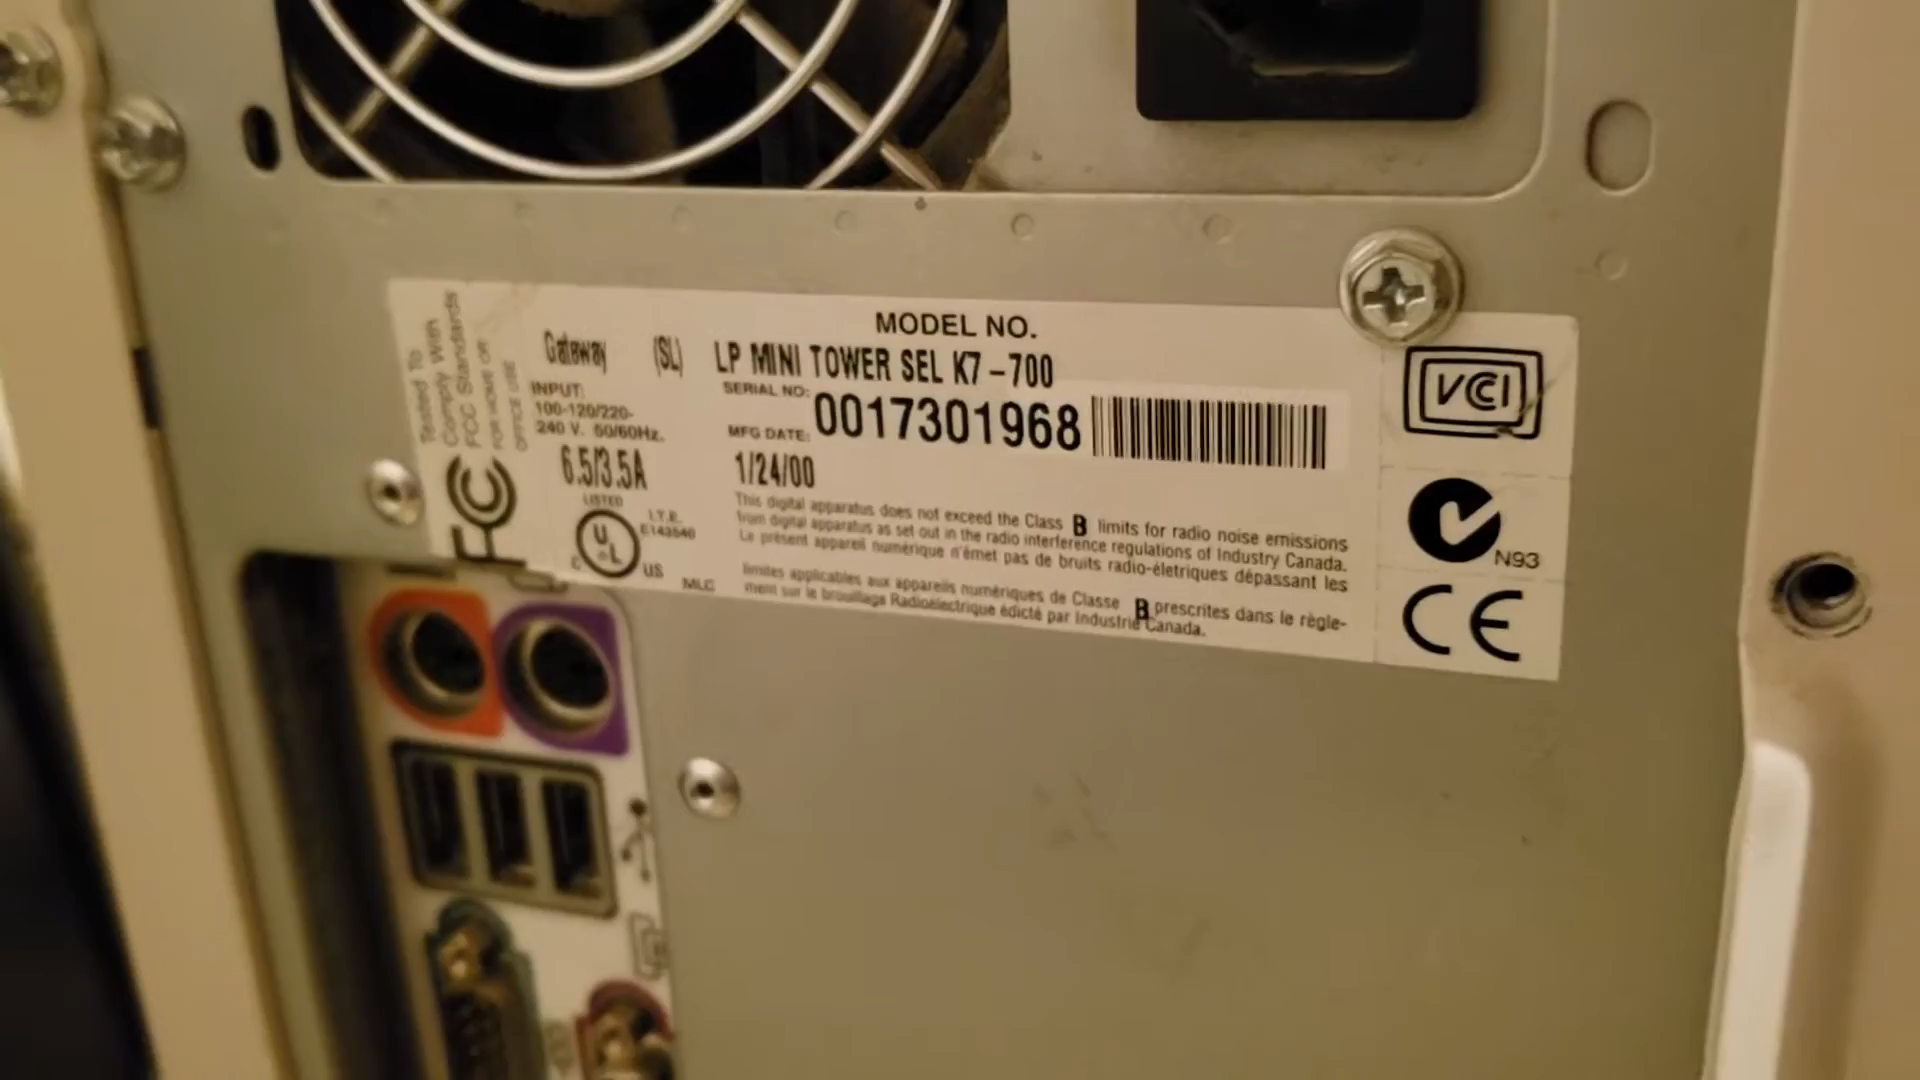 MODEL NO.
Gateway (SL) LP MINI TOWER SEL K7-700
Tested To
Comply With
FCC Standards
FOR HOME OR
OFFICE USE
FC
INPUT:
100-120/220-
240 V. 50/60Hz.
6.5/3.5A
LISTED
UL
C US
I.T.E.
E143540
MLC
SERIAL NO: 0017301968
MFG DATE:
1/24/00
This digital apparatus does not exceed the Class B limits for radio noise emissions
from digital apparatus as set out in the radio interference regulations of Industry Canada.
Le présent appareil numérique n'émet pas de bruits radio-életriques dépassant les
limites applicables aux appareils numériques de Classe B prescrites dans le règle-
ment sur le brouillage Radioélectrique édicté par Industrie Canada.
VCI
N93
CE